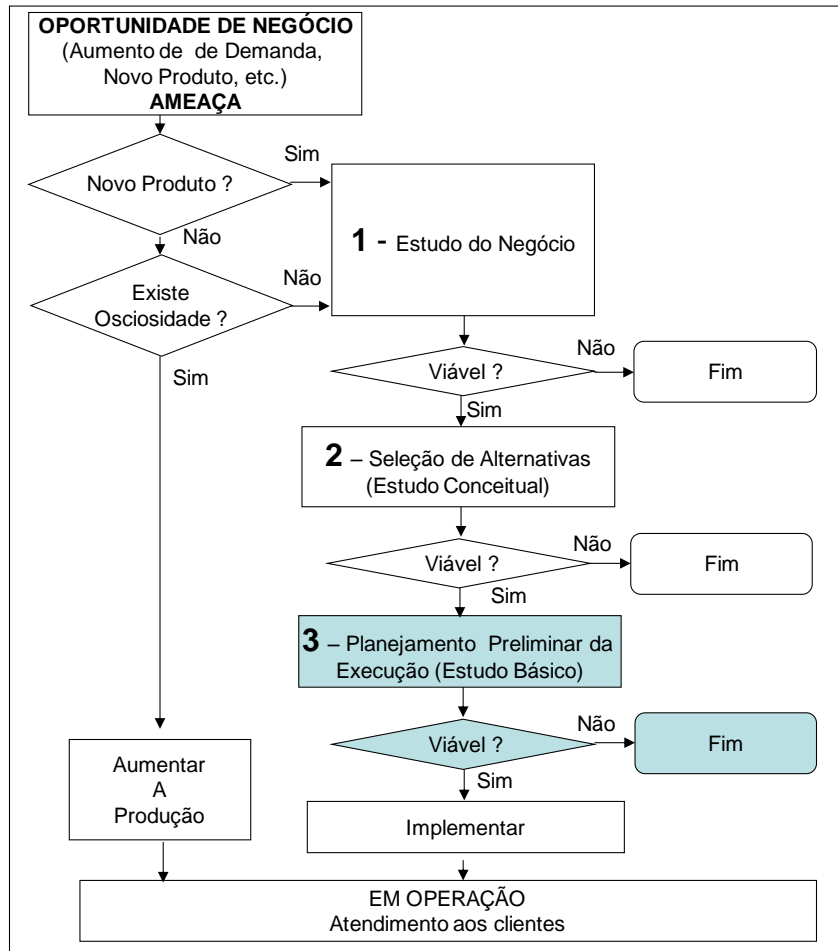 OPORTUNIDADE DE NEGÓCIO
(Aumento de de Demanda,
Novo Produto, etc.)
AMEAÇA
Sim
Novo Produto ?
1 - Estudo do Negócio
Não
Não
Existe
Osciosidade ?
Sim
Não
Viável ?
Fim
Sim
2 – Seleção de Alternativas
(Estudo Conceitual)
Não
Viável ?
Fim
Sim
3 – Planejamento Preliminar da
Execução (Estudo Básico)
Não
Viável ?
Fim
Sim
Aumentar
A
Produção
Implementar
EM OPERAÇÃO
Atendimento aos clientes